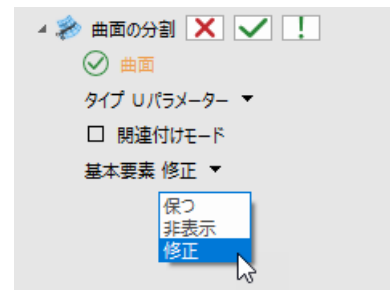 曲面の分割
曲面
タイプ Uパラメーター
関連付けモード
基本要素 修正
保つ
非表示
修正